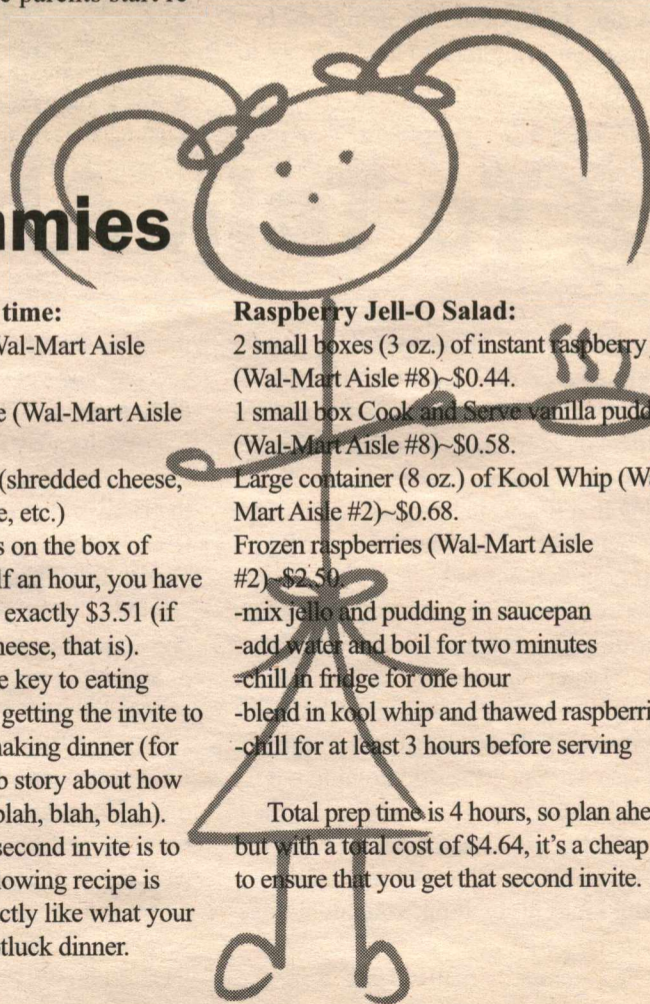 mmies
time:
Wal-Mart Aisle
e (Wal-Mart Aisle
(shredded cheese,
e, etc.)
s on the box of
lf an hour, you have
exactly $3.51 (if
heese, that is).
e key to eating
getting the invite to
aking dinner (for
b story about how
blah, blah, blah).
second invite is to
lowing recipe is
ctly like what your
tluck dinner.
Raspberry Jell-O Salad:
2 small boxes (3 oz.) of instant raspberry
(Wal-Mart Aisle #8)~$0.44.
1 small box Cook and Serve vanilla pudd
(Wal-Mart Aisle #8)~$0.58.
Large container (8 oz.) of Kool Whip (Wa
Mart Aisle #2)~$0.68.
Frozen raspberries (Wal-Mart Aisle
#2)~$2.50.
-mix jello and pudding in saucepan
-add water and boil for two minutes
-chill in fridge for one hour
-blend in kool whip and thawed raspberri
-chill for at least 3 hours before serving
Total prep time is 4 hours, so plan ahe
but with a total cost of $4.64, it's a cheap
to ensure that you get that second invite.